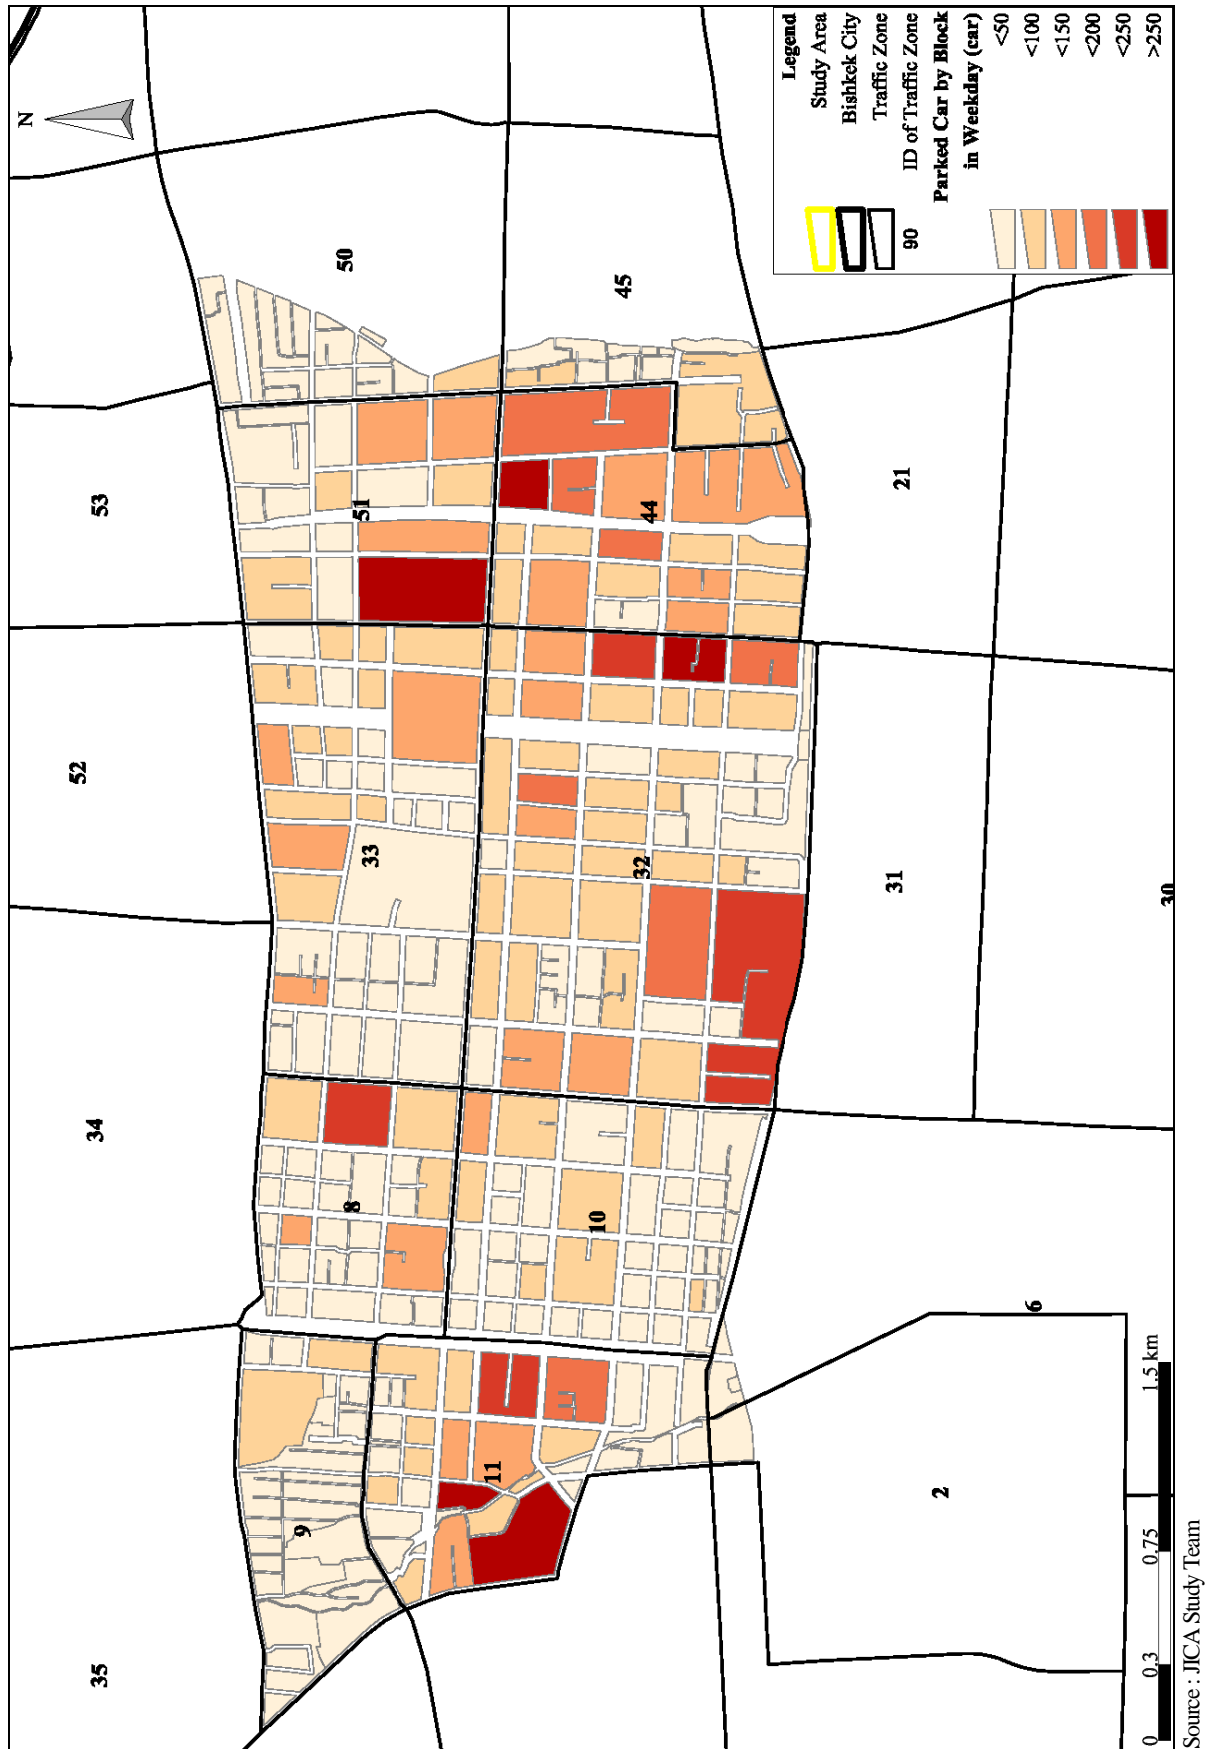 N
Legend
Study Area
Bishkek City
Traffic Zone
90 ID of Traffic Zone
Parked Car by Block
in Weekday (car)
<50
<100
<150
<200
<250
>250
53
50
45
51
44
21
52
33
32
31
30
34
8
10
6
9
11
2
35
0 0.3 0.75 1.5 km
Source : JICA Study Team